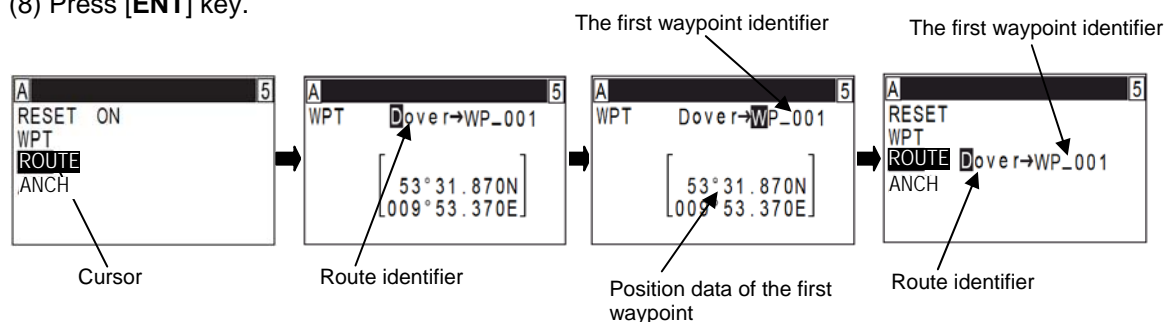 (8) Press [ENT] key.
The first waypoint identifier
The first waypoint identifier
A 5
RESET ON
WPT
ROUTE
ANCH
A 5
WPT Dover→WP_001
53°31.870N
009°53.370E
A 5
WPT Dover→WP_001
53°31.870N
009°53.370E
A 5
RESET
WPT
ROUTE Dover→WP_001
ANCH
Cursor
Route identifier
Position data of the first
waypoint
Route identifier